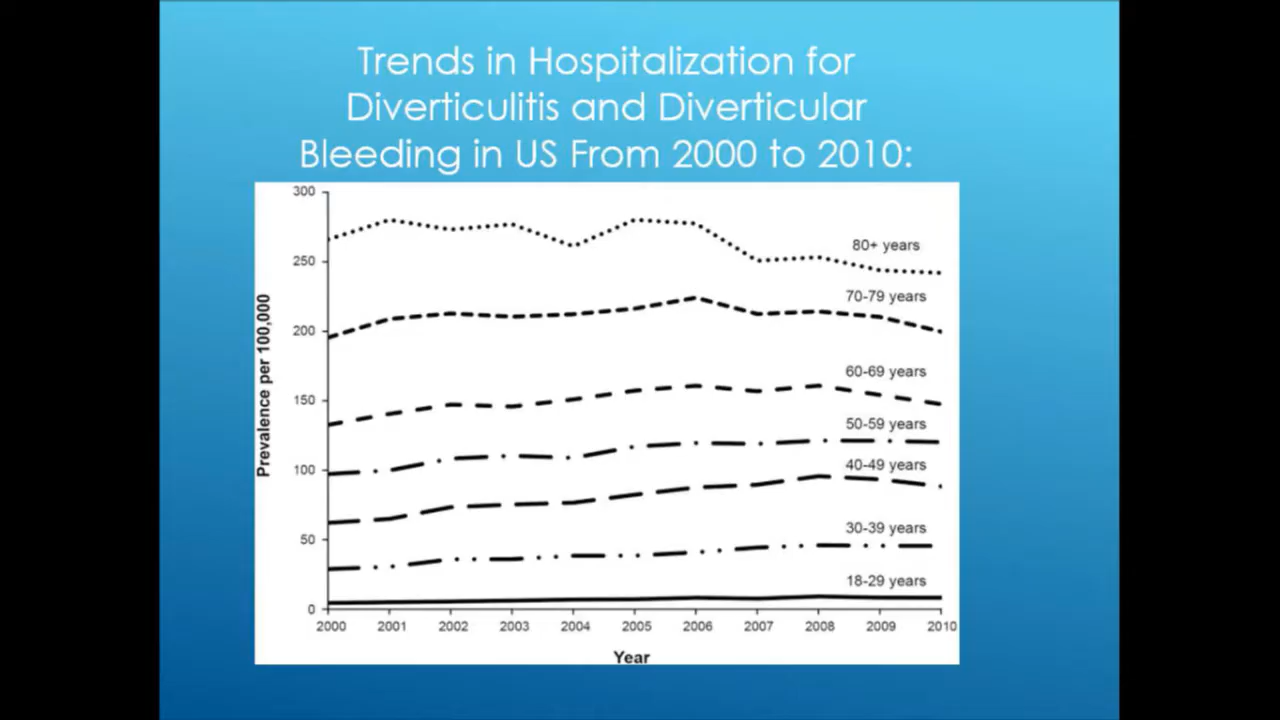 Trends in Hospitalization for
Diverticulitis and Diverticular
Bleeding in US From 2000 to 2010:
300
250
200
150
100
50
0
Prevalence per 100,000
80+ years
70-79 years
60-69 years
50-59 years
40-49 years
30-39 years
18-29 years
2000 2001 2002 2003 2004 2005 2006 2007 2008 2009 2010
Year